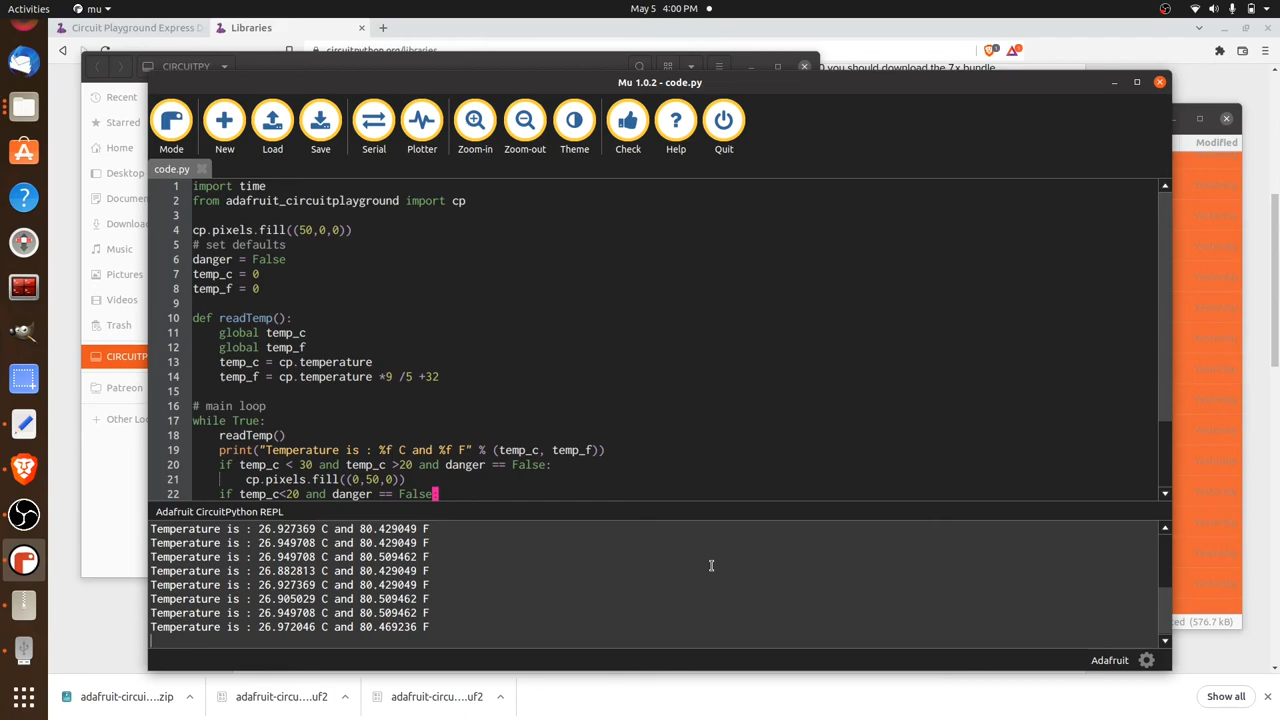 Activities
mu
May 5 4:00 PM
Circuit Playground Express D
Libraries
circuitpython.org/libraries
you should download the 7.x bundle
CIRCUITPY
Mu 1.0.2 - code.py
Recent
Starred
Home
Desktop
Documen
Download
Music
Pictures
Videos
Trash
CIRCUITP
Patreon
Other Loc
Modified
Mode
New
Load
Save
Serial
Plotter
Zoom-in
Zoom-out
Theme
Check
Help
Quit
code.py
1 import time
2 from adafruit_circuitplayground import cp
3
4 cp.pixels.fill((50,0,0))
5 # set defaults
6 danger = False
7 temp_c = 0
8 temp_f = 0
9
10 def readTemp():
11 global temp_c
12 global temp_f
13 temp_c = cp.temperature
14 temp_f = cp.temperature *9 /5 +32
15
16 # main loop
17 while True:
18 readTemp()
19 print("Temperature is : %f C and %f F" % (temp_c, temp_f))
20 if temp_c < 30 and temp_c >20 and danger == False:
21 cp.pixels.fill((0,50,0))
22 if temp_c<20 and danger == False:
Adafruit CircuitPython REPL
Temperature is : 26.927369 C and 80.429049 F
Temperature is : 26.949708 C and 80.429049 F
Temperature is : 26.949708 C and 80.509462 F
Temperature is : 26.882813 C and 80.429049 F
Temperature is : 26.927369 C and 80.429049 F
Temperature is : 26.905029 C and 80.509462 F
Temperature is : 26.949708 C and 80.509462 F
Temperature is : 26.972046 C and 80.469236 F
Adafruit
(576.7 kB)
adafruit-circui....zip
adafruit-circu....uf2
adafruit-circu....uf2
Show all